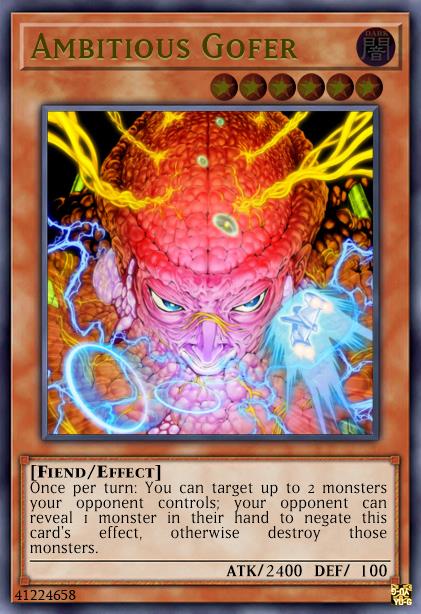 Ambitious Gofer
DARK
闇
[Fiend/Effect]
Once per turn: You can target up to 2 monsters
your opponent controls; your opponent can
reveal 1 monster in their hand to negate this
card's effect, otherwise destroy those
monsters.
ATK/2400 DEF/ 100
41224658